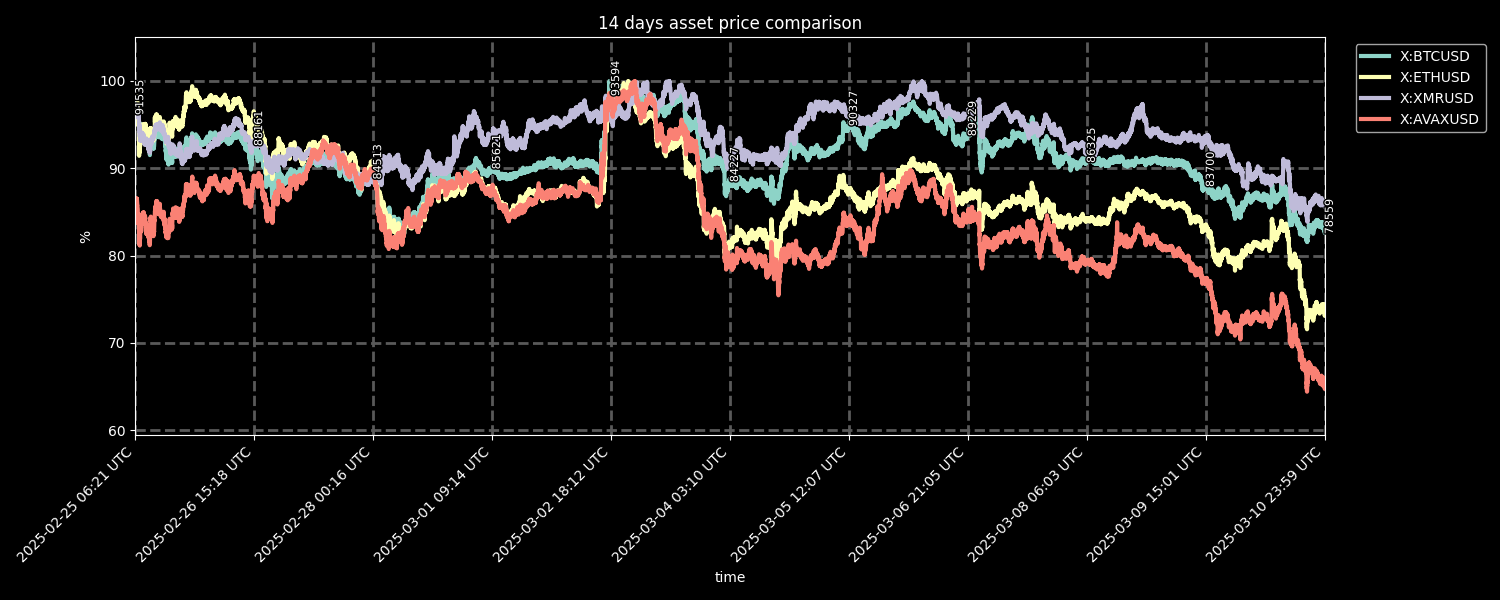 14 days asset price comparison
X:BTCUSD
X:ETHUSD
X:XMRUSD
X:AVAXUSD
100
90
80
70
60
%
91535
88161
84513
85621
93594
84227
90327
89229
86325
83700
78559
2025-02-25 06:21 UTC
2025-02-26 15:18 UTC
2025-02-28 00:16 UTC
2025-03-01 09:14 UTC
2025-03-02 18:12 UTC
2025-03-04 03:10 UTC
2025-03-05 12:07 UTC
2025-03-06 21:05 UTC
2025-03-08 06:03 UTC
2025-03-09 15:01 UTC
2025-03-10 23:59 UTC
time